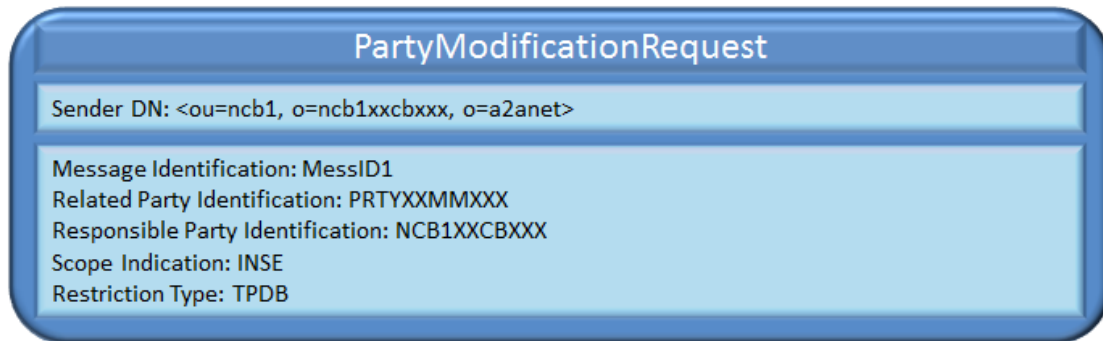 PartyModificationRequest
Sender DN: <ou=ncb1, o=ncb1xxcbxxx, o=a2anet>
Message Identification: MessID1
Related Party Identification: PRTYXXMMXXX
Responsible Party Identification: NCB1XXCBXXX
Scope Indication: INSE
Restriction Type: TPDB